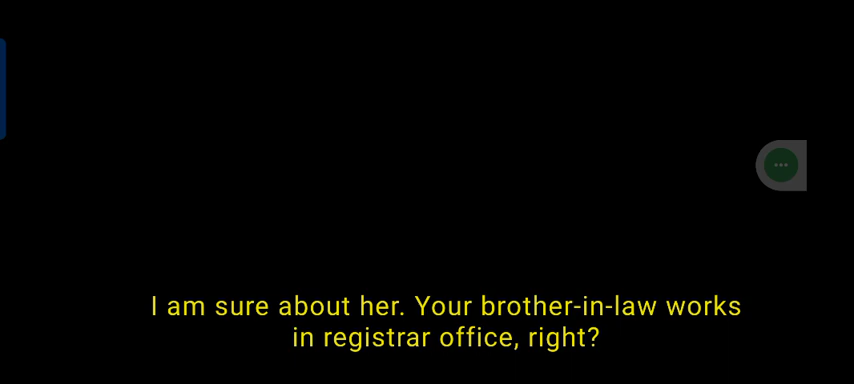 I am sure about her. Your brother-in-law works
in registrar office, right?